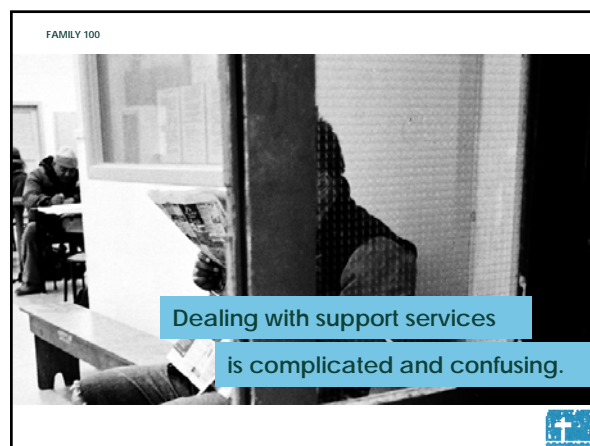 FAMILY 100
Dealing with support services
is complicated and confusing.